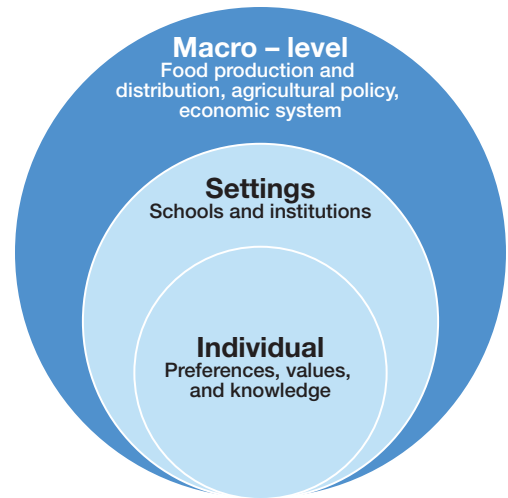 Macro – level
Food production and
distribution, agricultural policy,
economic system
Settings
Schools and institutions
Individual
Preferences, values,
and knowledge